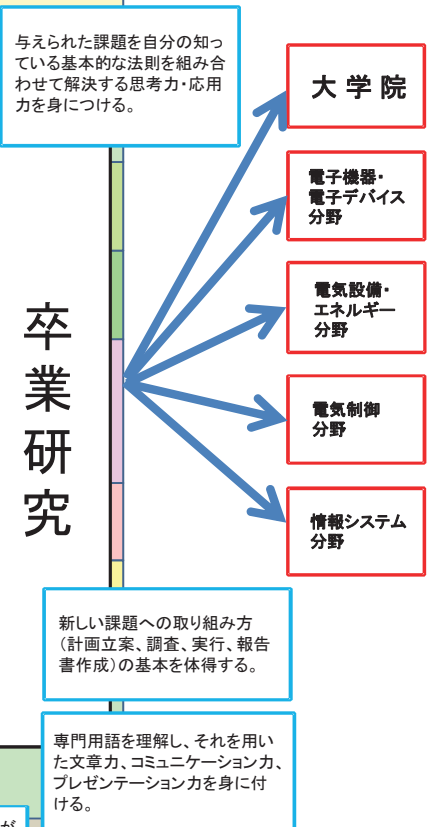 与えられた課題を自分の知っ
ている基本的な法則を組み合
わせて解決する思考力・応用
力を身につける。
大学院
電子機器・
電子デバイス
分野
電気設備・
エネルギー
分野
卒業研究
電気制御
分野
情報システム
分野
新しい課題への取り組み方
（計画立案、調査、実行、報告
書作成）の基本を体得する。
専門用語を理解し、それを用い
た文章力、コミュニケーション力、
プレゼンテーション力を身に付
ける。
が